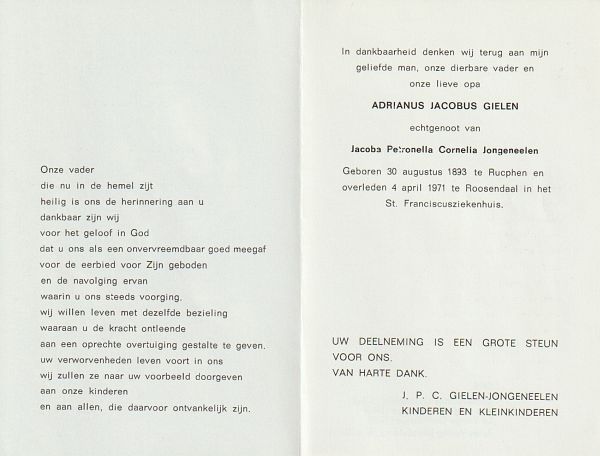 Onze vader
die nu in de hemel zijt
heilig is ons de herinnering aan u
dankbaar zijn wij
voor het geloof in God
dat u ons als een onvervreemdbaar goed meegaf
voor de eerbied voor Zijn geboden
en de navolging ervan
waarin u ons steeds voorging.
wij willen leven met dezelfde bezieling
waaraan u de kracht ontleende
aan een oprechte overtuiging gestalte te geven.
uw verworvenheden leven voort in ons
wij zullen ze naar uw voorbeeld doorgeven
aan onze kinderen
en aan allen, die daarvoor ontvankelijk zijn.
In dankbaarheid denken wij terug aan mijn
geliefde man, onze dierbare vader en
onze lieve opa
ADRIANUS JACOBUS GIELEN
echtgenoot van
Jacoba Petronella Cornelia Jongeneelen
Geboren 30 augustus 1893 te Rucphen en
overleden 4 april 1971 te Roosendaal in het
St. Franciscusziekenhuis.
UW DEELNEMING IS EEN GROTE STEUN
VOOR ONS.
VAN HARTE DANK.
J. P. C. GIELEN-JONGENEELEN
KINDEREN EN KLEINKINDEREN